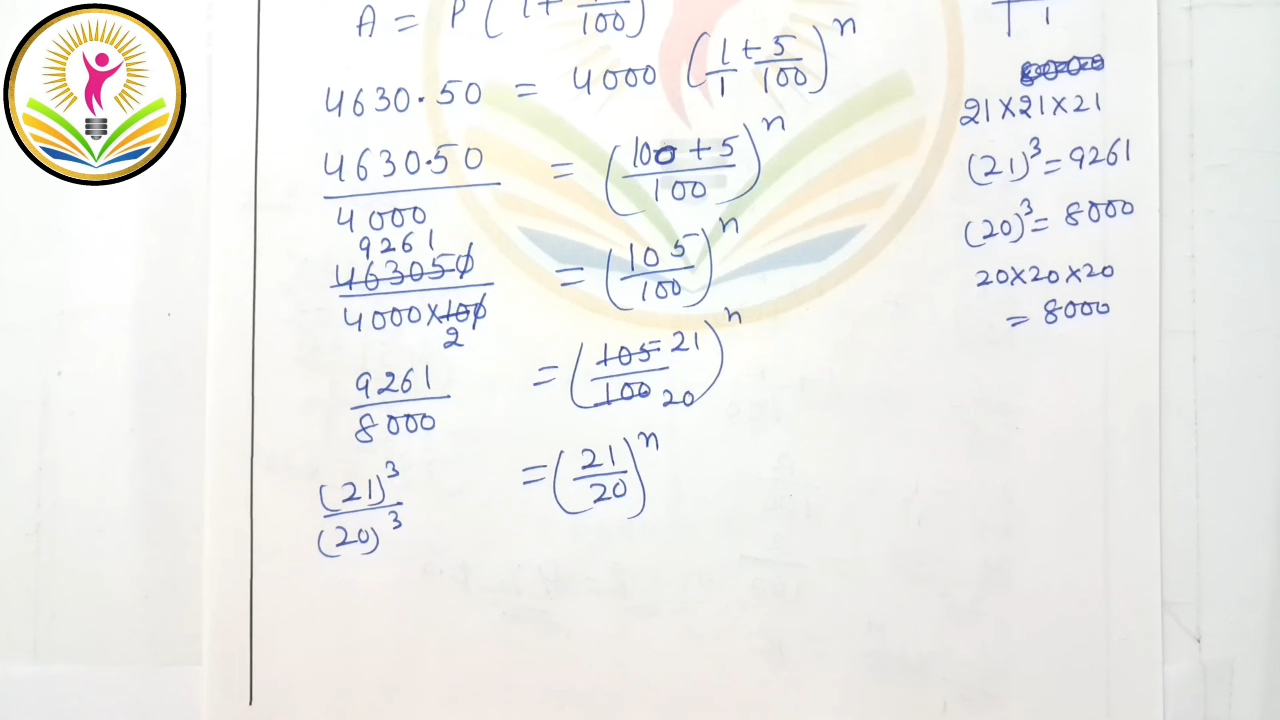 A = P ( 1 + /100)
4630.50 = 4000 (1/1 + 5/100)^n
4630.50/4000 = (100 + 5/100)^n
9261
463050/4000×100 = (105/100)^n
2
9261/8000 = (105 21/100 20)^n
(21)^3/(20)^3 = (21/20)^n
1
21×21×21
(21)^3 = 9261
(20)^3 = 8000
20×20×20
= 8000